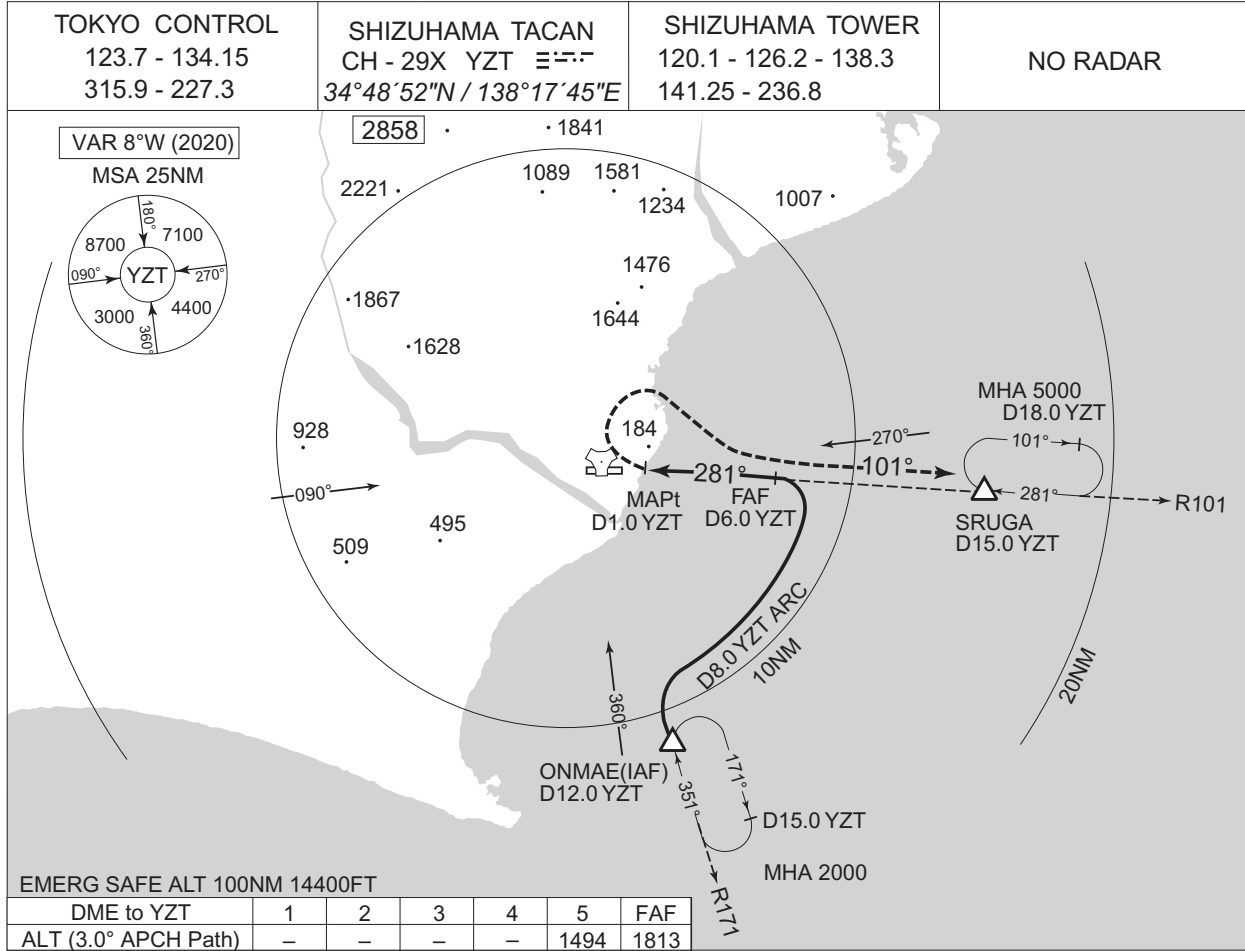 TOKYO CONTROL
123.7 - 134.15
315.9 - 227.3
SHIZUHAMA TACAN
CH - 29X YZT
34°48´52"N / 138°17´45"E
SHIZUHAMA TOWER
120.1 - 126.2 - 138.3
141.25 - 236.8
NO RADAR
VAR 8°W (2020)
MSA 25NM
180°
8700
7100
090°
YZT
270°
3000
4400
360°
2858
1841
2221
1089
1581
1234
1007
1476
1867
1644
1628
928
184
270°
101°
MHA 5000
D18.0 YZT
101°
281°
R101
SRUGA
D15.0 YZT
281°
MAPt
D1.0 YZT
FAF
D6.0 YZT
090°
495
509
D8.0 YZT ARC
10NM
20NM
360°
ONMAE(IAF)
D12.0 YZT
171°
351°
D15.0 YZT
MHA 2000
R171
EMERG SAFE ALT 100NM 14400FT
DME to YZT 1 2 3 4 5 FAF
ALT (3.0° APCH Path) – – – – 1494 1813